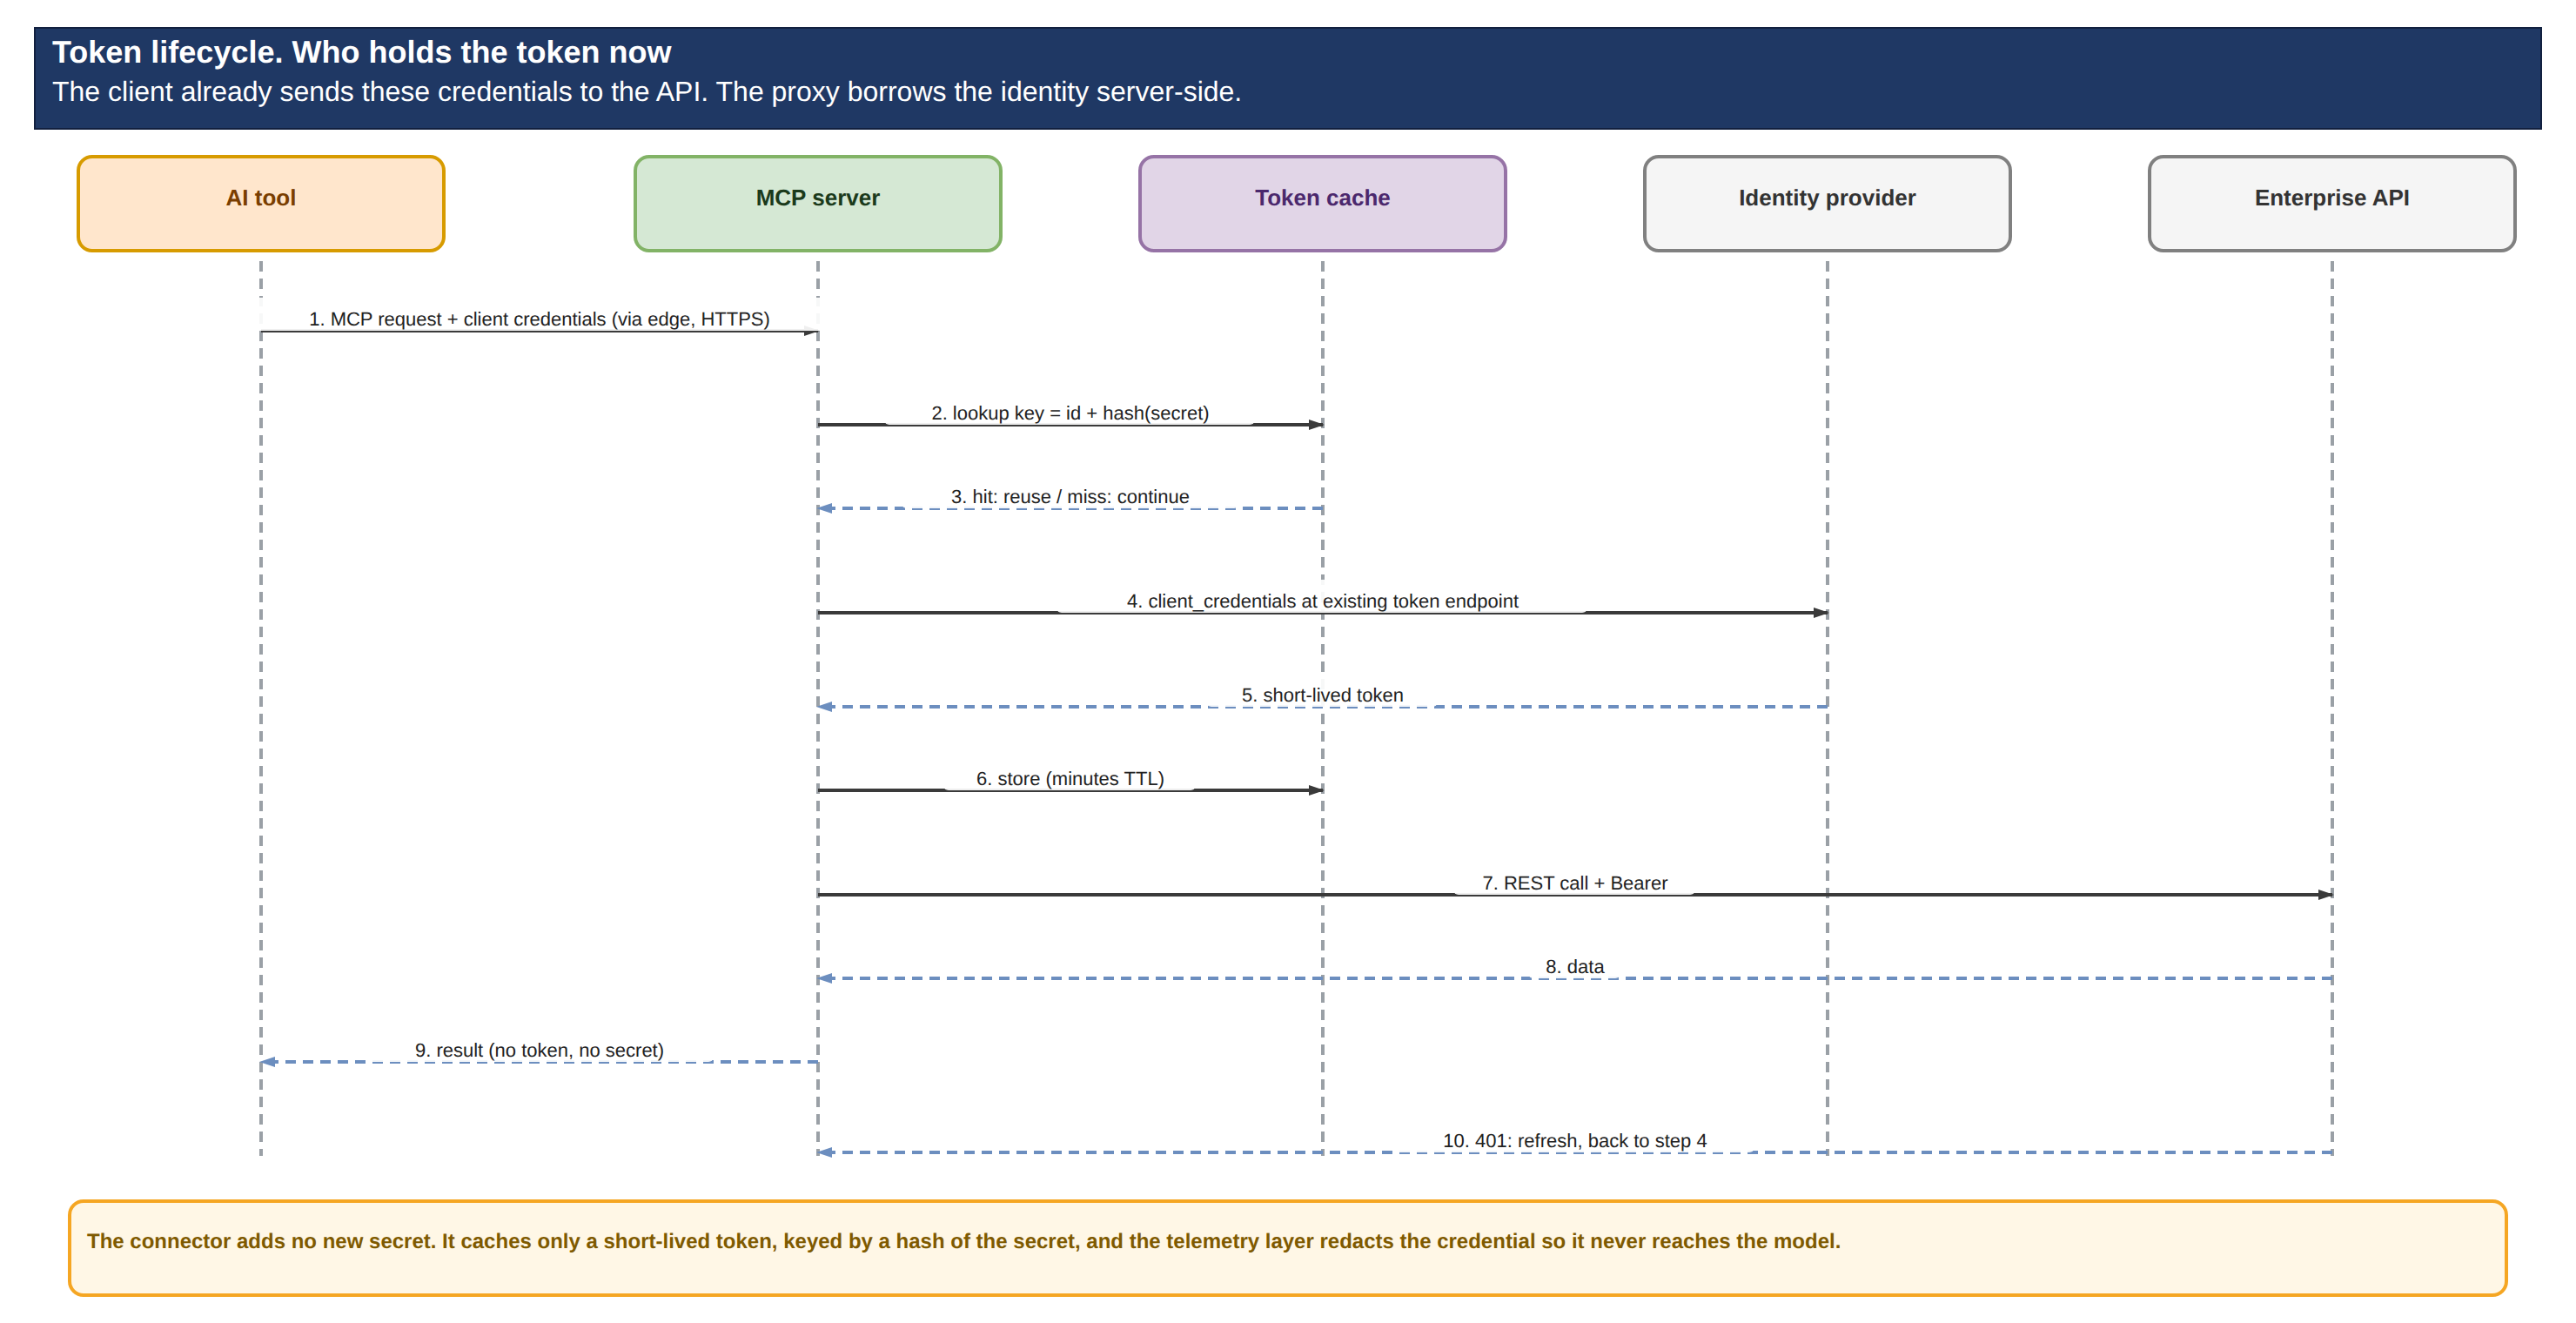 Token lifecycle. Who holds the token now
The client already sends these credentials to the API. The proxy borrows the identity server-side.
AI tool
MCP server
Token cache
Identity provider
Enterprise API
1. MCP request + client credentials (via edge, HTTPS)
2. lookup key = id + hash(secret)
3. hit: reuse / miss: continue
4. client_credentials at existing token endpoint
5. short-lived token
6. store (minutes TTL)
7. REST call + Bearer
8. data
9. result (no token, no secret)
10. 401: refresh, back to step 4
The connector adds no new secret. It caches only a short-lived token, keyed by a hash of the secret, and the telemetry layer redacts the credential so it never reaches the model.